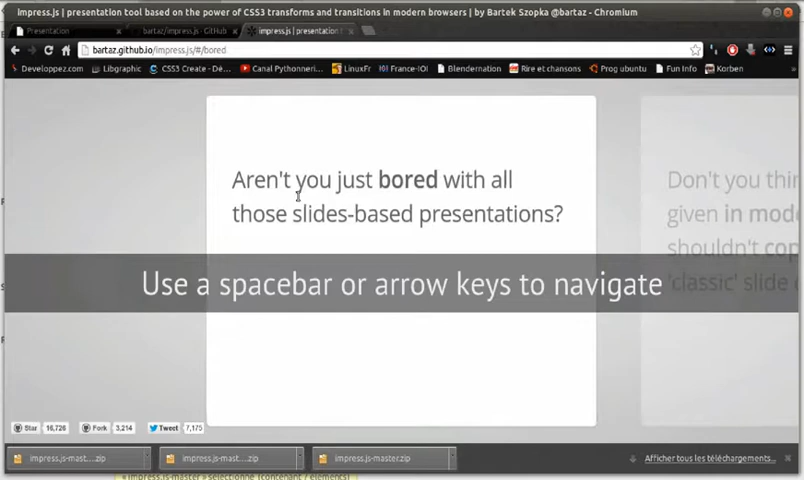 impress.js | presentation tool based on the power of CSS3 transforms and transitions in modern browsers | by Bartek Szopka @bartaz - Chromium
Presentation
bartaz/impress.js · GitHub
impress.js | presentation t
bartaz.github.io/impress.js/#/bored
Developpez.com
Libgraphic
CSS3 Create - Dé...
Canal Pythonneri...
LinuxFr
France-IOI
Blendernation
Rire et chansons
Prog ubuntu
Fun Info
Korben
Aren't you just bored with all
those slides-based presentations?
Don't you thin
given in mode
shouldn't cop
'classic' slide
Use a spacebar or arrow keys to navigate
Star 16,726
Fork 3,214
Tweet 7,175
impress.js-mast....zip
impress.js-mast....zip
impress.js-master.zip
Afficher tous les téléchargements...